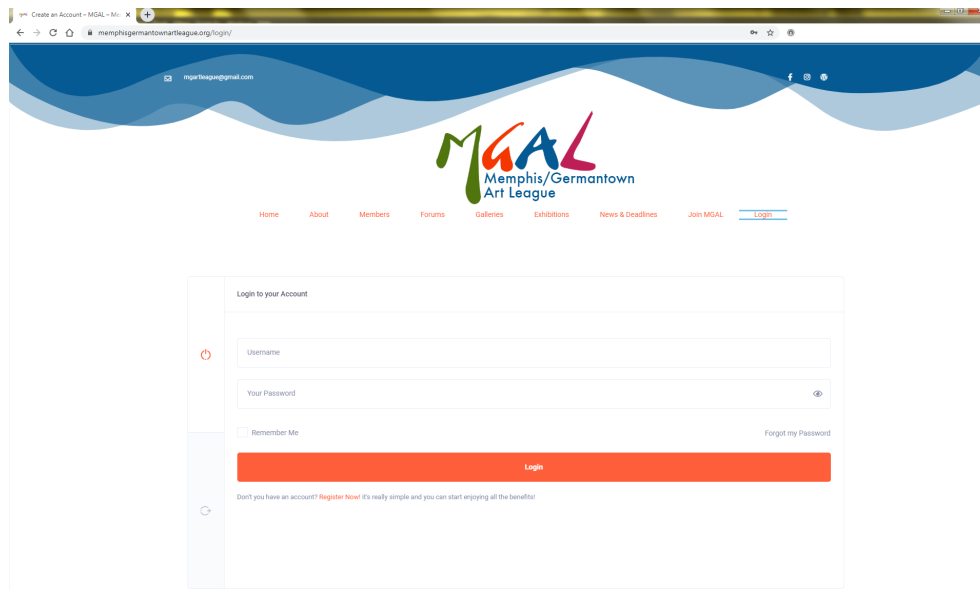 Create an Account – MGAL – Me
memphisgermantownartleague.org/login/
mgartleague@gmail.com
MGAL
Memphis/Germantown
Art League
Home About Members Forums Galleries Exhibitions News & Deadlines Join MGAL Login
Login to your Account
Username
Your Password
Remember Me Forgot my Password
Login
Don't you have an account? Register Now! it's really simple and you can start enjoying all the benefits!